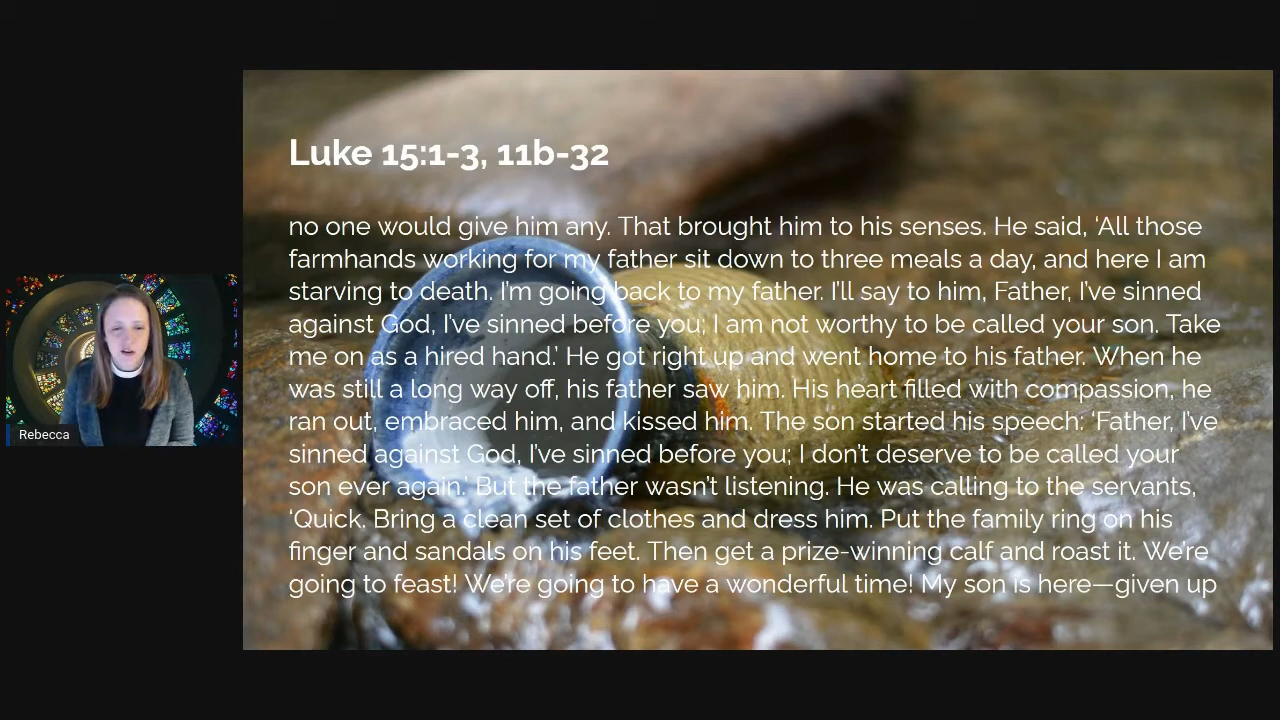 Luke 15:1-3, 11b-32
no one would give him any. That brought him to his senses. He said, ‘All those
farmhands working for my father sit down to three meals a day, and here I am
starving to death. I’m going back to my father. I’ll say to him, Father, I’ve sinned
against God, I’ve sinned before you; I am not worthy to be called your son. Take
me on as a hired hand.’ He got right up and went home to his father. When he
was still a long way off, his father saw him. His heart filled with compassion, he
ran out, embraced him, and kissed him. The son started his speech: ‘Father, I’ve
sinned against God, I’ve sinned before you; I don’t deserve to be called your
son ever again.’ But the father wasn’t listening. He was calling to the servants,
‘Quick. Bring a clean set of clothes and dress him. Put the family ring on his
finger and sandals on his feet. Then get a prize-winning calf and roast it. We’re
going to feast! We’re going to have a wonderful time! My son is here—given up
Rebecca